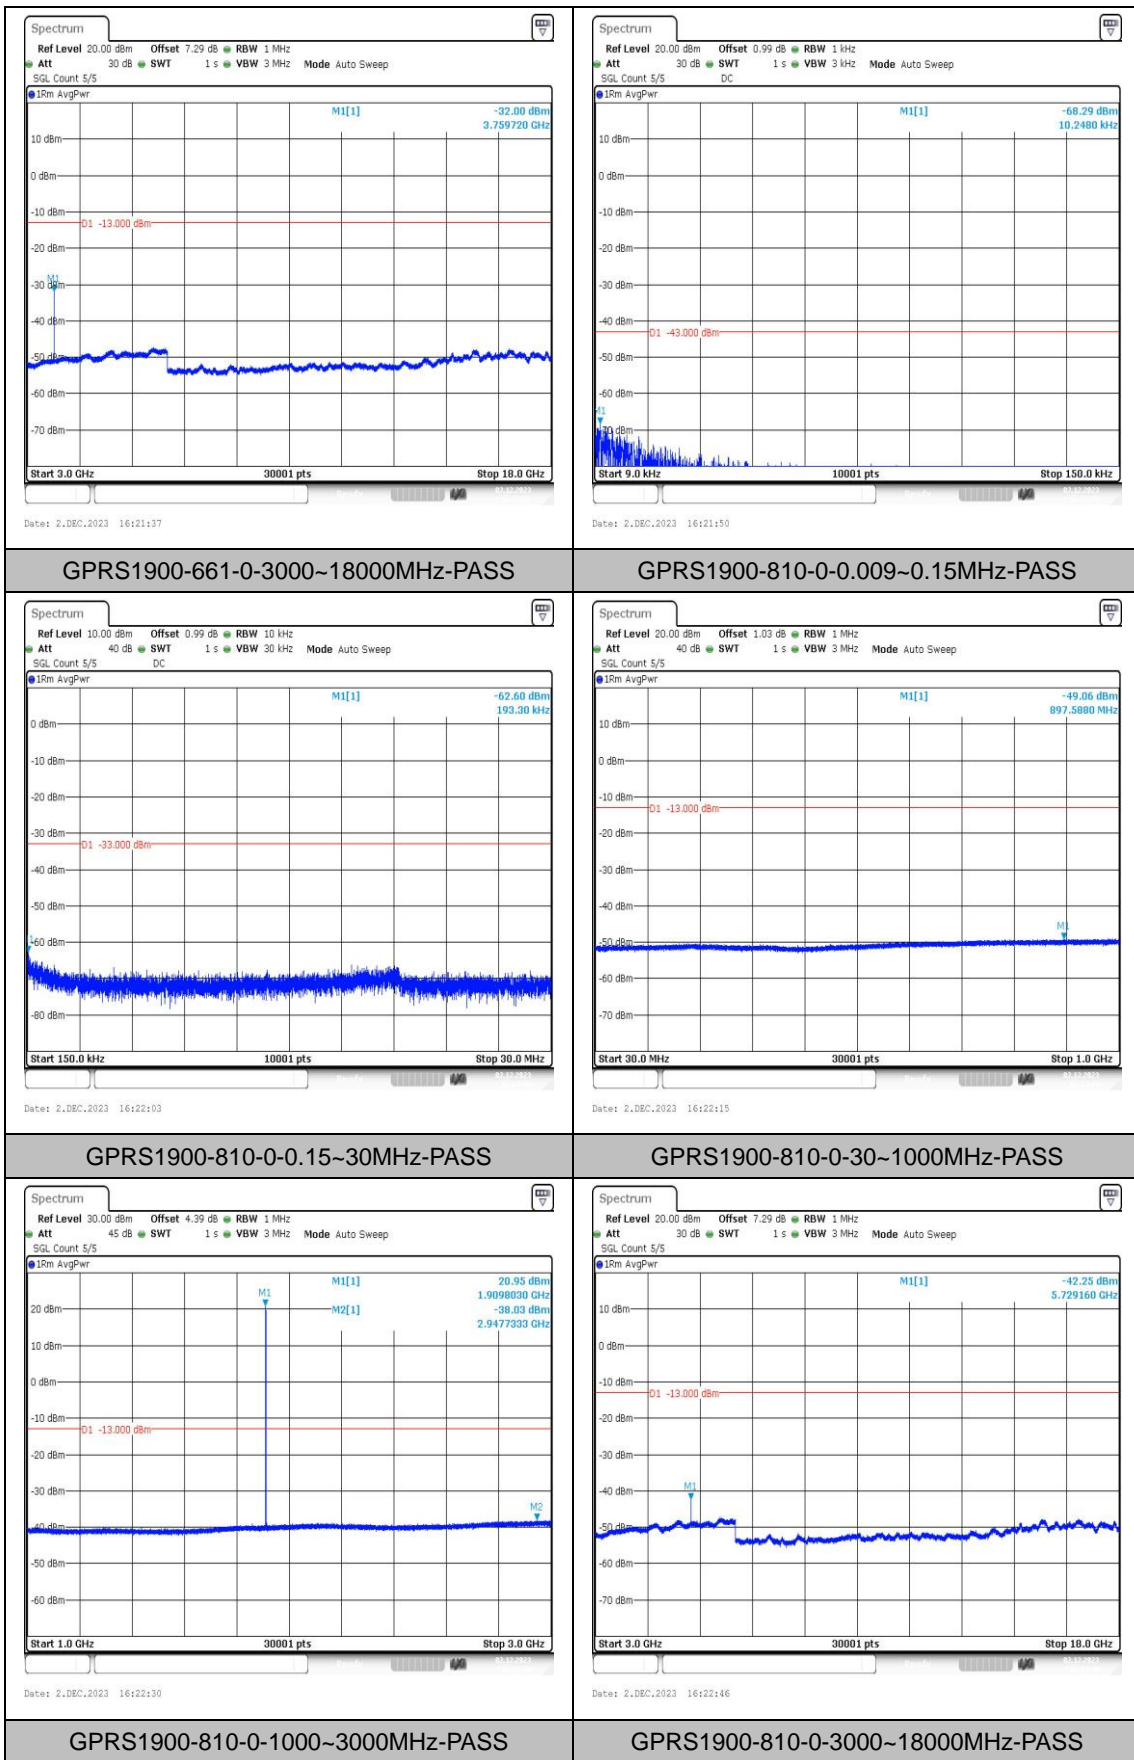 Spectrum
Ref Level 20.00 dBm Offset 7.29 dB RBW 1 MHz
Att 30 dB SWT 1 s VBW 3 MHz Mode Auto Sweep
SGL Count 5/5
1Rm AvgPwr
M1[1] -32.00 dBm
3.759720 GHz
10 dBm
0 dBm
-10 dBm
D1 -13.000 dBm
-20 dBm
M1
-30 dBm
-40 dBm
-50 dBm
-60 dBm
-70 dBm
Start 3.0 GHz 30001 pts Stop 18.0 GHz
Date: 2.DEC.2023 16:21:37
GPRS1900-661-0-3000~18000MHz-PASS
Spectrum
Ref Level 20.00 dBm Offset 0.99 dB RBW 1 kHz
Att 30 dB SWT 1 s VBW 3 kHz Mode Auto Sweep
SGL Count 5/5 DC
1Rm AvgPwr
M1[1] -68.29 dBm
10.2480 kHz
10 dBm
0 dBm
-10 dBm
-20 dBm
-30 dBm
-40 dBm
D1 -43.000 dBm
-50 dBm
-60 dBm
M1
-70 dBm
Start 9.0 kHz 10001 pts Stop 150.0 kHz
Date: 2.DEC.2023 16:21:50
GPRS1900-810-0-0.009~0.15MHz-PASS
Spectrum
Ref Level 10.00 dBm Offset 0.99 dB RBW 10 kHz
Att 40 dB SWT 1 s VBW 30 kHz Mode Auto Sweep
SGL Count 5/5 DC
1Rm AvgPwr
M1[1] -62.60 dBm
193.30 kHz
0 dBm
-10 dBm
-20 dBm
-30 dBm
D1 -33.000 dBm
-40 dBm
-50 dBm
-60 dBm
-80 dBm
Start 150.0 kHz 10001 pts Stop 30.0 MHz
Date: 2.DEC.2023 16:22:03
GPRS1900-810-0-0.15~30MHz-PASS
Spectrum
Ref Level 20.00 dBm Offset 1.03 dB RBW 1 MHz
Att 40 dB SWT 1 s VBW 3 MHz Mode Auto Sweep
SGL Count 5/5
1Rm AvgPwr
M1[1] -49.06 dBm
897.5880 MHz
10 dBm
0 dBm
-10 dBm
D1 -13.000 dBm
-30 dBm
-40 dBm
M1
-50 dBm
-60 dBm
-70 dBm
Start 30.0 MHz 30001 pts Stop 1.0 GHz
Date: 2.DEC.2023 16:22:15
GPRS1900-810-0-30~1000MHz-PASS
Spectrum
Ref Level 30.00 dBm Offset 4.39 dB RBW 1 MHz
Att 45 dB SWT 1 s VBW 3 MHz Mode Auto Sweep
SGL Count 5/5
1Rm AvgPwr
M1[1] 20.95 dBm
1.9098030 GHz
M1
20 dBm M2[1] -38.03 dBm
2.9477333 GHz
10 dBm
0 dBm
-10 dBm
D1 -13.000 dBm
-20 dBm
-30 dBm
M2
-40 dBm
-50 dBm
-60 dBm
Start 1.0 GHz 30001 pts Stop 3.0 GHz
Date: 2.DEC.2023 16:22:30
GPRS1900-810-0-1000~3000MHz-PASS
Spectrum
Ref Level 20.00 dBm Offset 7.29 dB RBW 1 MHz
Att 30 dB SWT 1 s VBW 3 MHz Mode Auto Sweep
SGL Count 5/5
1Rm AvgPwr
M1[1] -42.25 dBm
5.729160 GHz
10 dBm
0 dBm
-10 dBm
D1 -13.000 dBm
-20 dBm
-30 dBm
M1
-40 dBm
-50 dBm
-60 dBm
-70 dBm
Start 3.0 GHz 30001 pts Stop 18.0 GHz
Date: 2.DEC.2023 16:22:46
GPRS1900-810-0-3000~18000MHz-PASS